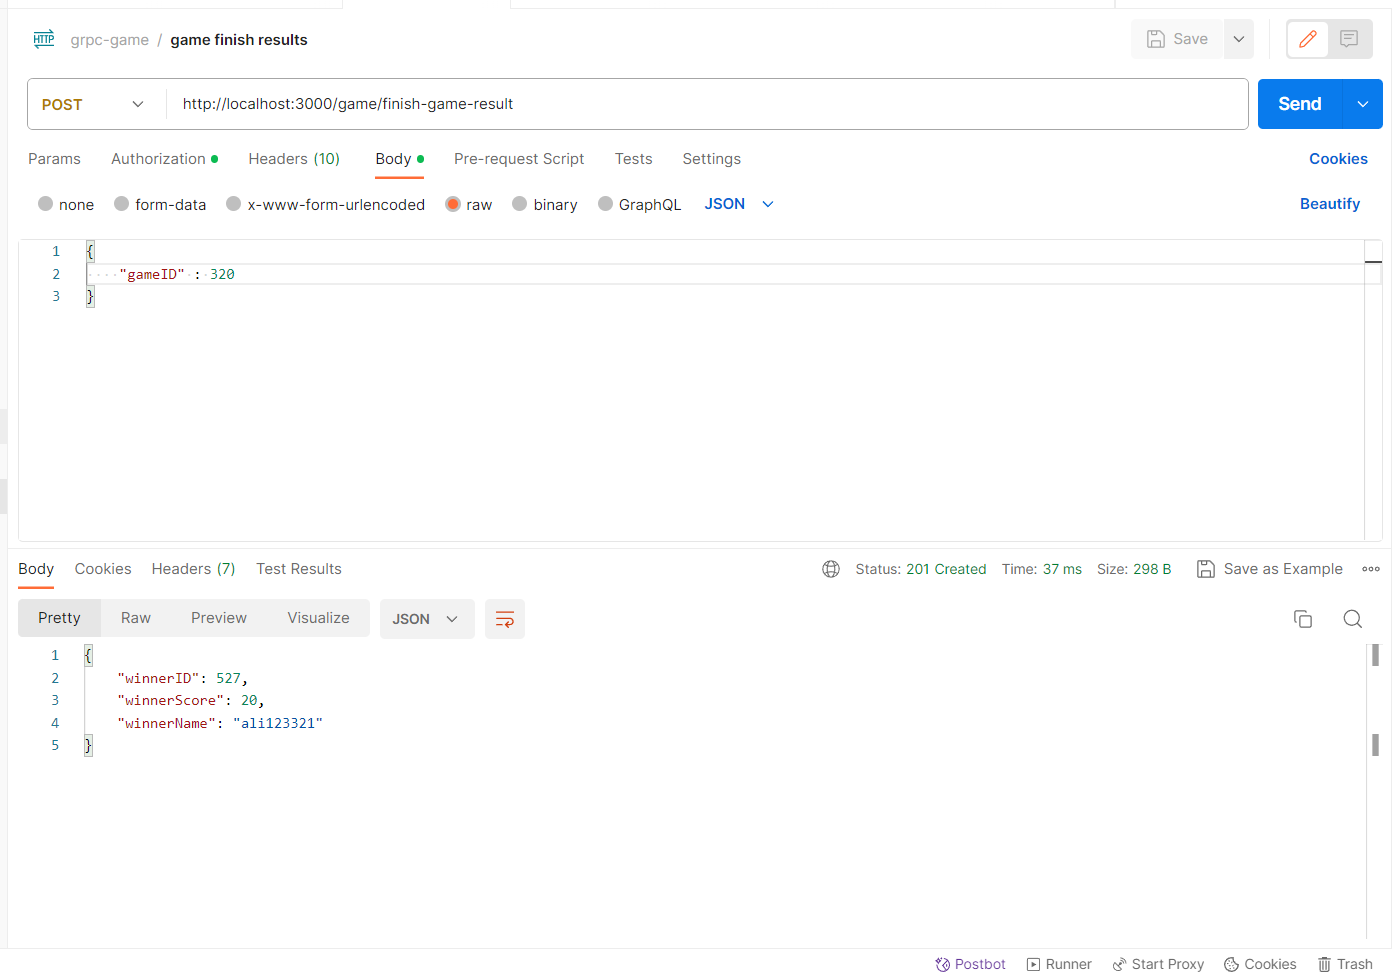 HTTP grpc-game / game finish results Save
POST http://localhost:3000/game/finish-game-result Send
Params Authorization Headers (10) Body Pre-request Script Tests Settings Cookies
none form-data x-www-form-urlencoded raw binary GraphQL JSON Beautify
1 {
2 "gameID" : 320
3 }
Body Cookies Headers (7) Test Results Status: 201 Created Time: 37 ms Size: 298 B Save as Example
Pretty Raw Preview Visualize JSON
1 {
2 "winnerID": 527,
3 "winnerScore": 20,
4 "winnerName": "ali123321"
5 }
Postbot Runner Start Proxy Cookies Trash